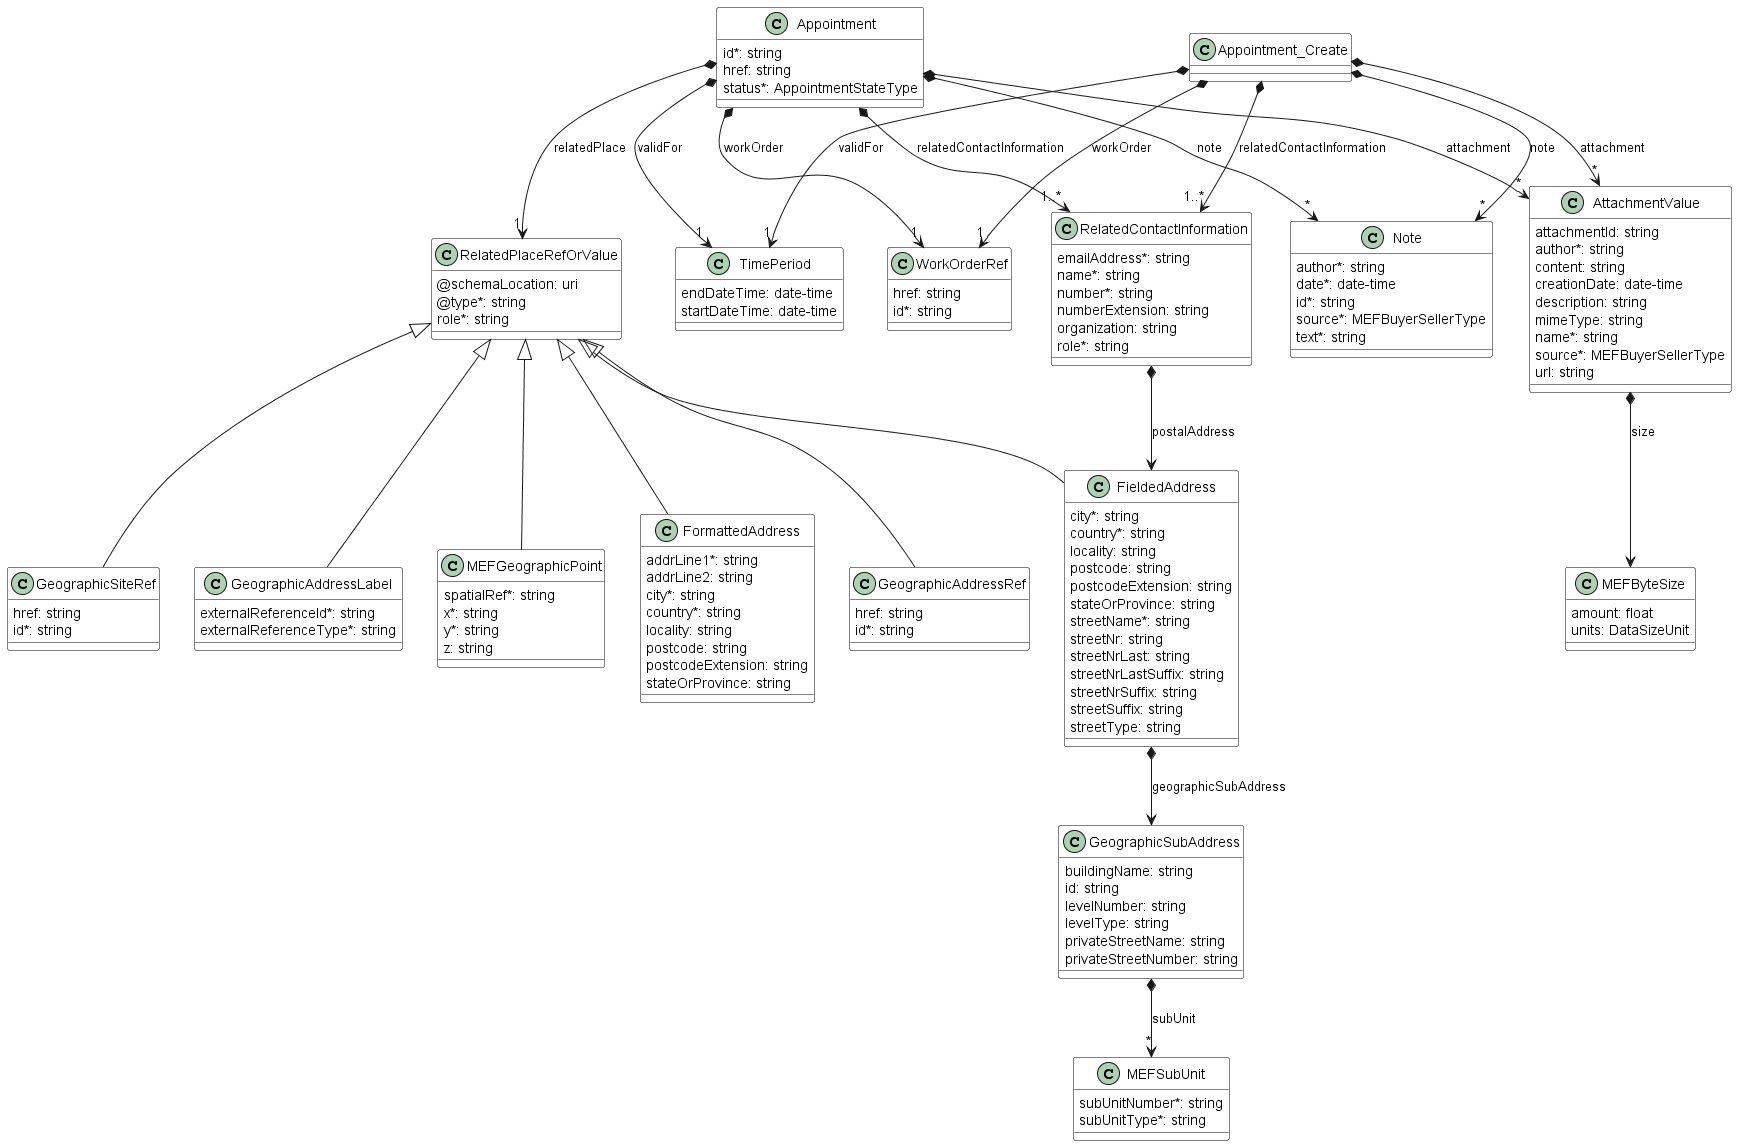 C Appointment
id*: string
href: string
status*: AppointmentStateType
C Appointment_Create
relatedPlace
validFor
workOrder
validFor
relatedContactInformation
workOrder
relatedContactInformation
note
attachment
note
attachment
1
1
1
1
1..*
1
1..*
*
*
*
*
C RelatedPlaceRefOrValue
@schemaLocation: uri
@type*: string
role*: string
C TimePeriod
endDateTime: date-time
startDateTime: date-time
C WorkOrderRef
href: string
id*: string
C RelatedContactInformation
emailAddress*: string
name*: string
number*: string
numberExtension: string
organization: string
role*: string
C Note
author*: string
date*: date-time
id*: string
source*: MEFBuyerSellerType
text*: string
C AttachmentValue
attachmentId: string
author*: string
content: string
creationDate: date-time
description: string
mimeType: string
name*: string
source*: MEFBuyerSellerType
url: string
postalAddress
size
C GeographicSiteRef
href: string
id*: string
C GeographicAddressLabel
externalReferenceId*: string
externalReferenceType*: string
C MEFGeographicPoint
spatialRef*: string
x*: string
y*: string
z: string
C FormattedAddress
addrLine1*: string
addrLine2: string
city*: string
country*: string
locality: string
postcode: string
postcodeExtension: string
stateOrProvince: string
C GeographicAddressRef
href: string
id*: string
C FieldedAddress
city*: string
country*: string
locality: string
postcode: string
postcodeExtension: string
stateOrProvince: string
streetName*: string
streetNr: string
streetNrLast: string
streetNrLastSuffix: string
streetNrSuffix: string
streetSuffix: string
streetType: string
C MEFByteSize
amount: float
units: DataSizeUnit
geographicSubAddress
C GeographicSubAddress
buildingName: string
id: string
levelNumber: string
levelType: string
privateStreetName: string
privateStreetNumber: string
subUnit
*
C MEFSubUnit
subUnitNumber*: string
subUnitType*: string